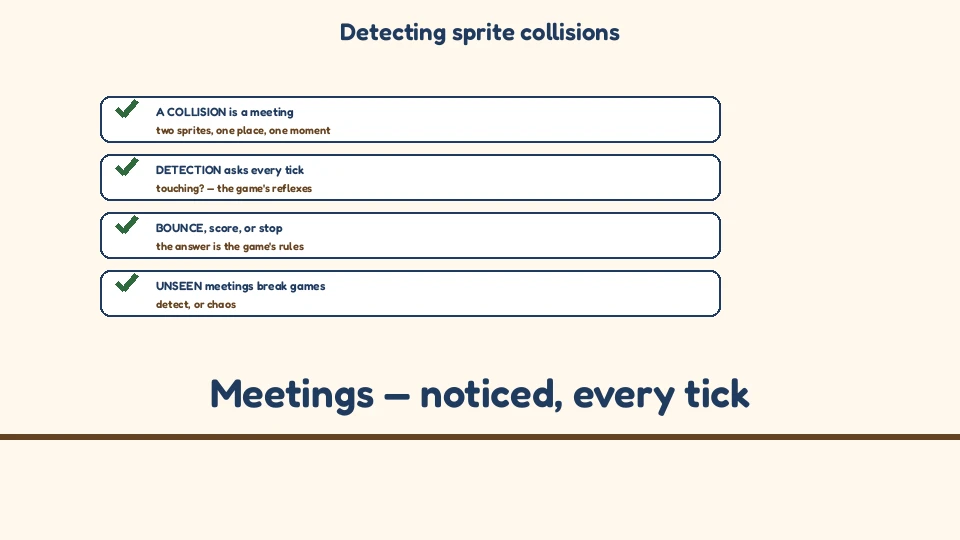 Detecting sprite collisions
A COLLISION is a meeting
two sprites, one place, one moment
DETECTION asks every tick
touching? — the game's reflexes
BOUNCE, score, or stop
the answer is the game's rules
UNSEEN meetings break games
detect, or chaos
Meetings — noticed, every tick